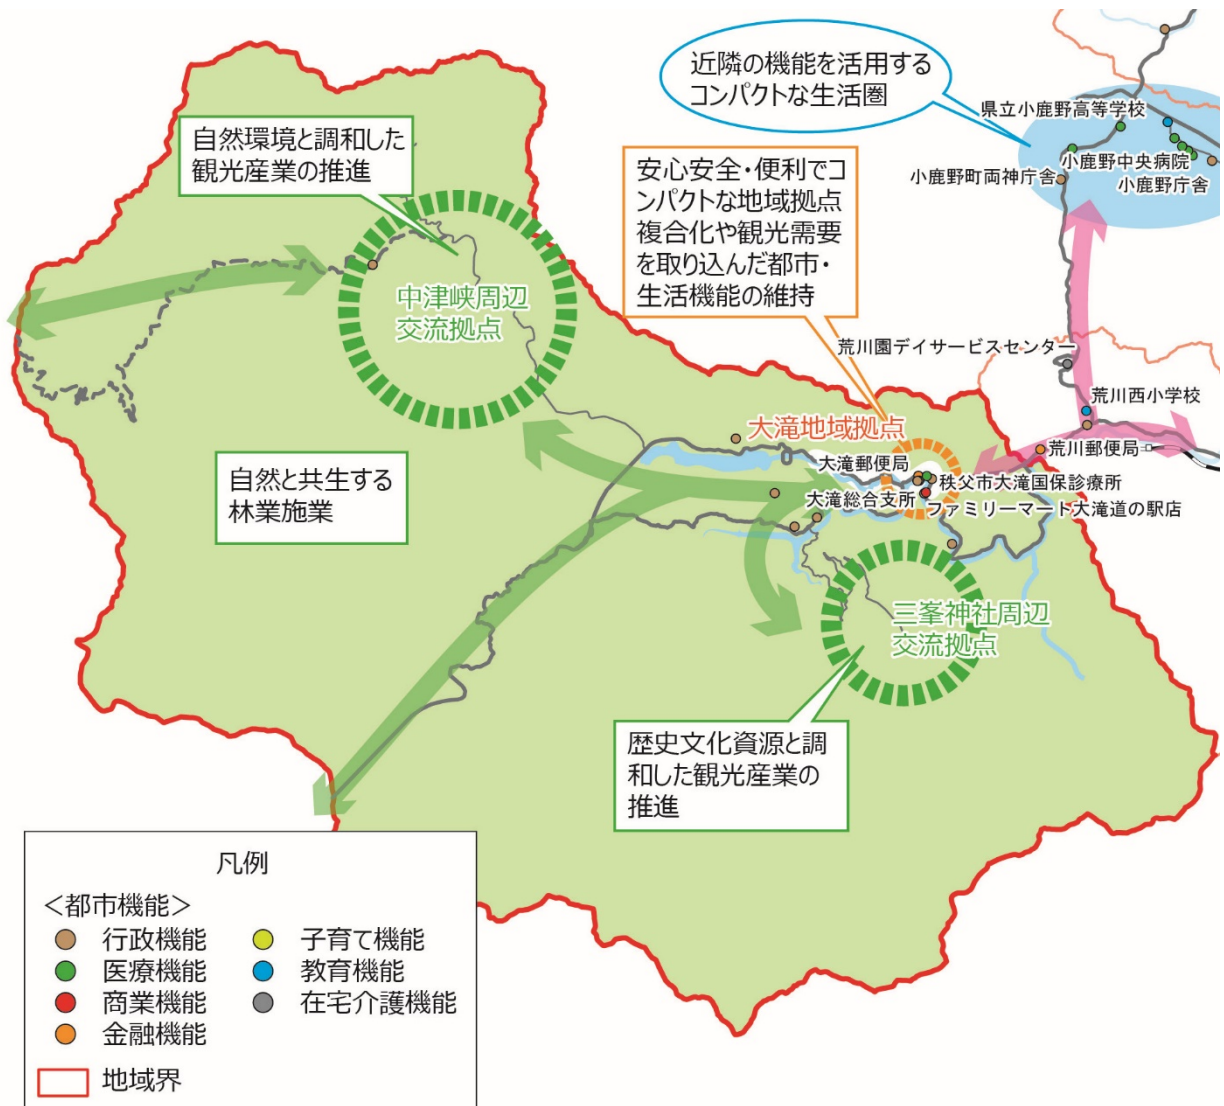 近隣の機能を活用する
コンパクトな生活圏
県立小鹿野高等学校
小鹿野中央病院
小鹿野庁舎
小鹿野町両神庁舎
自然環境と調和した
観光産業の推進
安心安全・便利でコ
ンパクトな地域拠点
複合化や観光需要
を取り込んだ都市・
生活機能の維持
中津峡周辺
交流拠点
荒川園デイサービスセンター
荒川西小学校
荒川郵便局
大滝地域拠点
大滝郵便局
秩父市大滝国保診療所
大滝総合支所
ファミリーマート大滝道の駅店
自然と共生する
林業施業
三峯神社周辺
交流拠点
歴史文化資源と調
和した観光産業の
推進
凡例
＜都市機能＞
行政機能
子育て機能
医療機能
教育機能
商業機能
在宅介護機能
金融機能
地域界